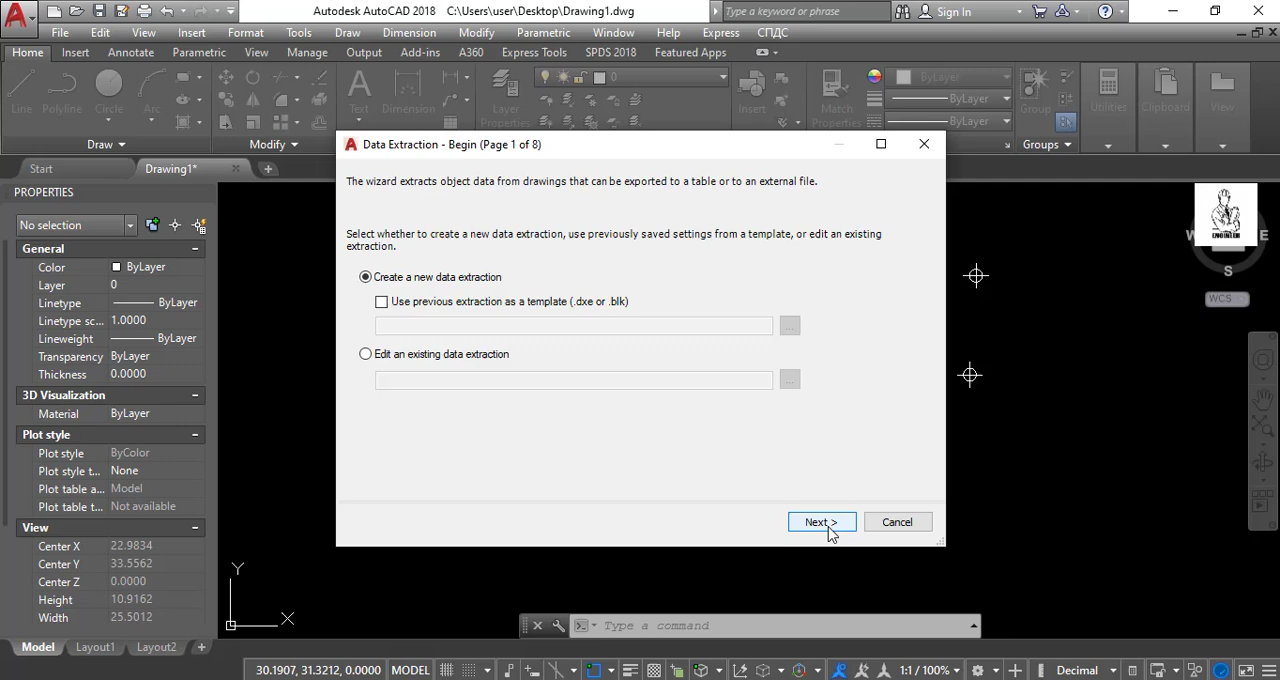 Autodesk AutoCAD 2018 C:\Users\user\Desktop\Drawing1.dwg
Type a keyword or phrase
Sign In
File Edit View Insert Format Tools Draw Dimension Modify Parametric Window Help Express СПДС
Home Insert Annotate Parametric View Manage Output Add-ins A360 Express Tools SPDS 2018 Featured Apps
0
ByLayer
Line Polyline Circle Arc Text Dimension Layer Properties Insert Match Properties Group Utilities Clipboard View
ByLayer
ByLayer
Draw Modify Groups
Start Drawing1*
PROPERTIES
No selection
General
Color ByLayer
Layer 0
Linetype ByLayer
Linetype sc... 1.0000
Lineweight ByLayer
Transparency ByLayer
Thickness 0.0000
3D Visualization
Material ByLayer
Plot style
Plot style ByColor
Plot style t... None
Plot table a... Model
Plot table t... Not available
View
Center X 22.9834
Center Y 33.5562
Center Z 0.0000
Height 10.9162
Width 25.5012
Data Extraction - Begin (Page 1 of 8)
The wizard extracts object data from drawings that can be exported to a table or to an external file.
Select whether to create a new data extraction, use previously saved settings from a template, or edit an existing
extraction.
Create a new data extraction
Use previous extraction as a template (.dxe or .blk)
...
Edit an existing data extraction
...
Next >
Cancel
W E
S
WCS
Y
X
Type a command
Model Layout1 Layout2 +
30.1907, 31.3212, 0.0000 MODEL 1:1 / 100% Decimal